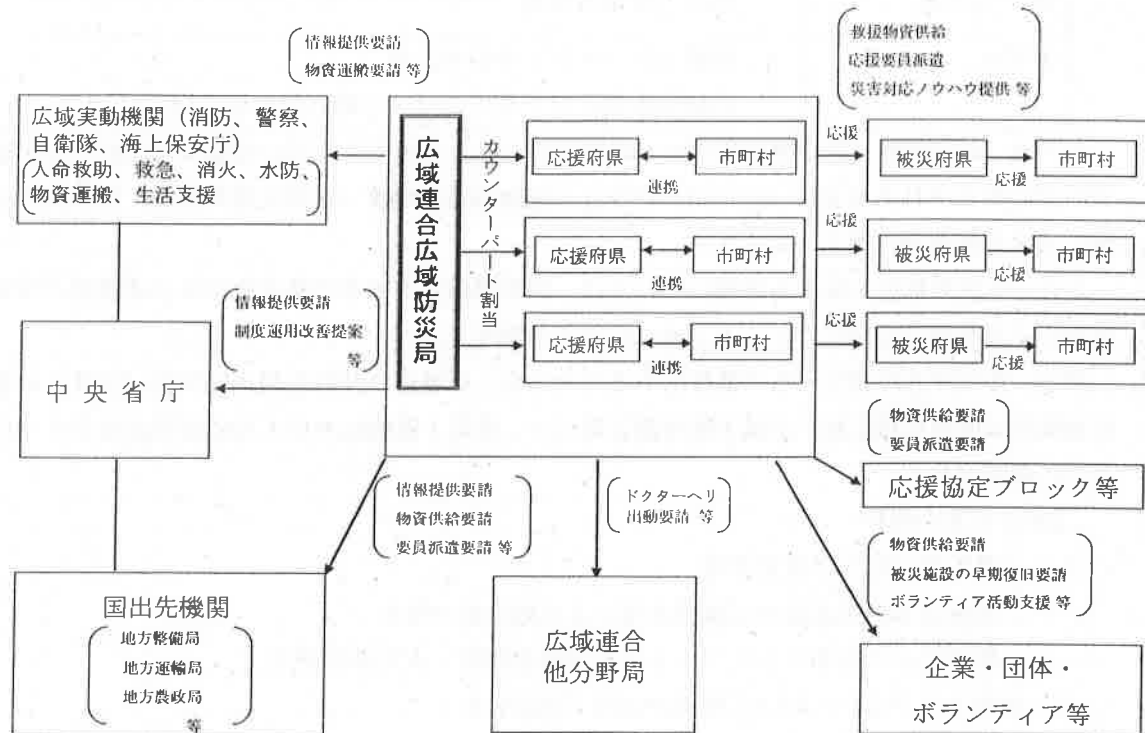 情報提供要請
物資運搬要請 等
救援物資供給
応援要員派遣
災害対応ノウハウ提供 等
広域実動機関（消防、警察、
自衛隊、海上保安庁）
人命救助、救急、消火、水防、
物資運搬、生活支援
広域連合広域防災局
カウンターパート割当
応援府県
市町村
連携
応援
被災府県
市町村
応援
応援府県
市町村
連携
応援
被災府県
市町村
応援
応援府県
市町村
連携
応援
被災府県
市町村
応援
情報提供要請
制度運用改善提案
等
中央省庁
物資供給要請
要員派遣要請
応援協定ブロック等
情報提供要請
物資供給要請
要員派遣要請 等
ドクターヘリ
出動要請 等
物資供給要請
被災施設の早期復旧要請
ボランティア活動支援 等
国出先機関
地方整備局
地方運輸局
地方農政局
等
広域連合
他分野局
企業・団体・
ボランティア等